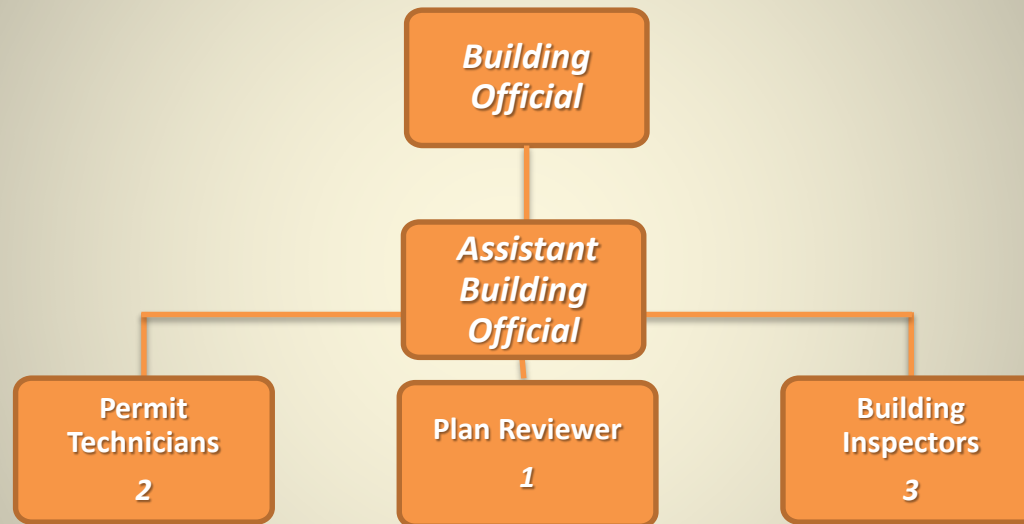 Building
Official
Assistant
Building
Official
Permit
Technicians
2
Plan Reviewer
1
Building
Inspectors
3